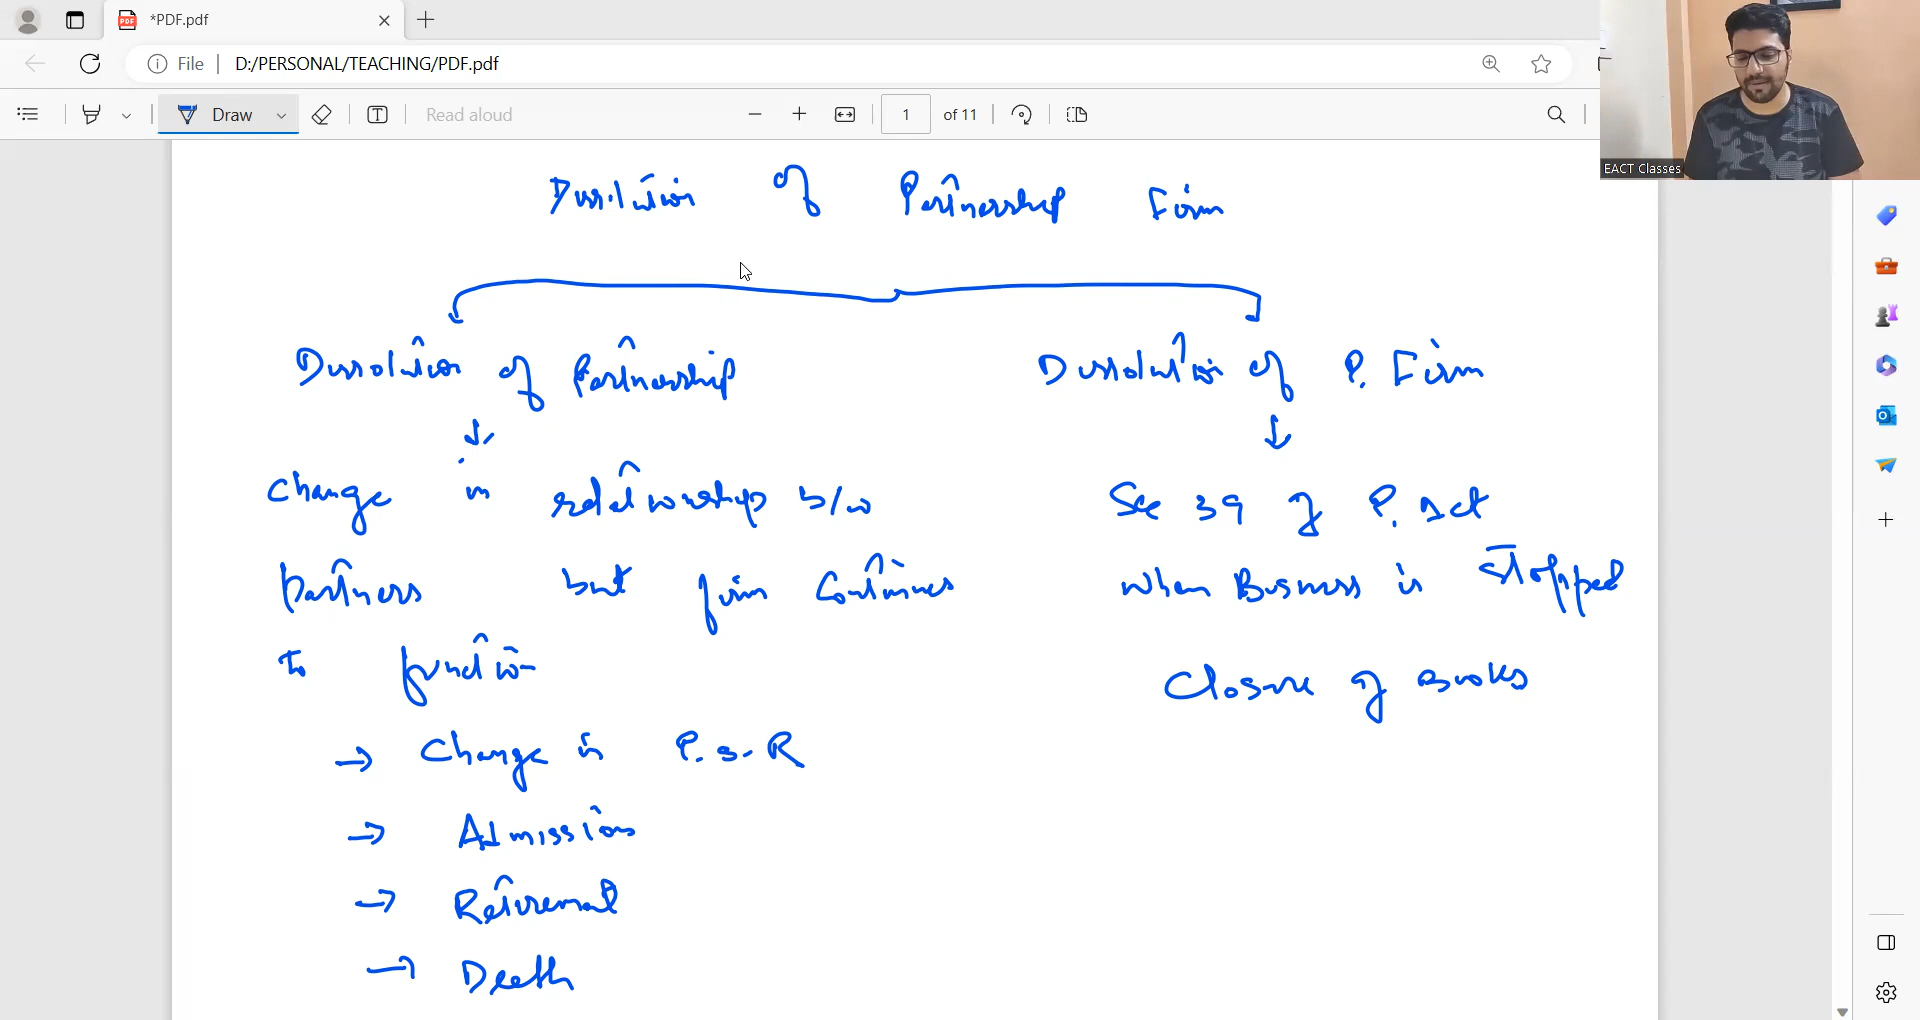 *PDF.pdf
File D:/PERSONAL/TEACHING/PDF.pdf
Draw Read aloud 1 of 11
EACT Classes
Dissolution of Partnership Firm
Dissolution of Partnership
Dissolution of P. Firm
Change in relationship b/w
Partners but firm Continues
to function
→ Change in P.S.R
→ Admission
→ Retirement
→ Death
Sec 39 of P. Act
When Business is stopped
Closure of Books